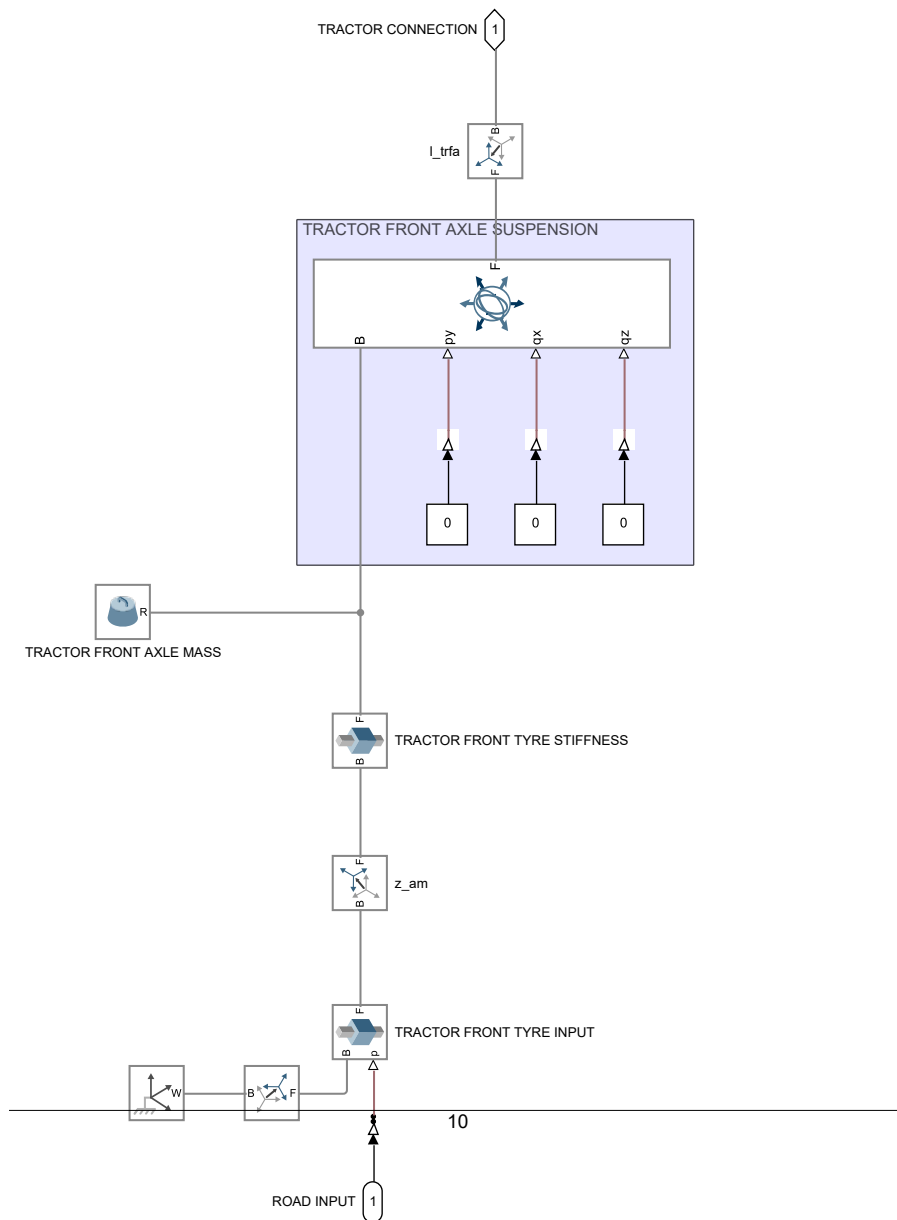 TRACTOR CONNECTION
1
B
l_trfa
F
TRACTOR FRONT AXLE SUSPENSION
F
B
py
qx
qz
0
0
0
R
TRACTOR FRONT AXLE MASS
F
TRACTOR FRONT TYRE STIFFNESS
B
F
z_am
B
F
TRACTOR FRONT TYRE INPUT
B
p
W
B
F
10
ROAD INPUT
1